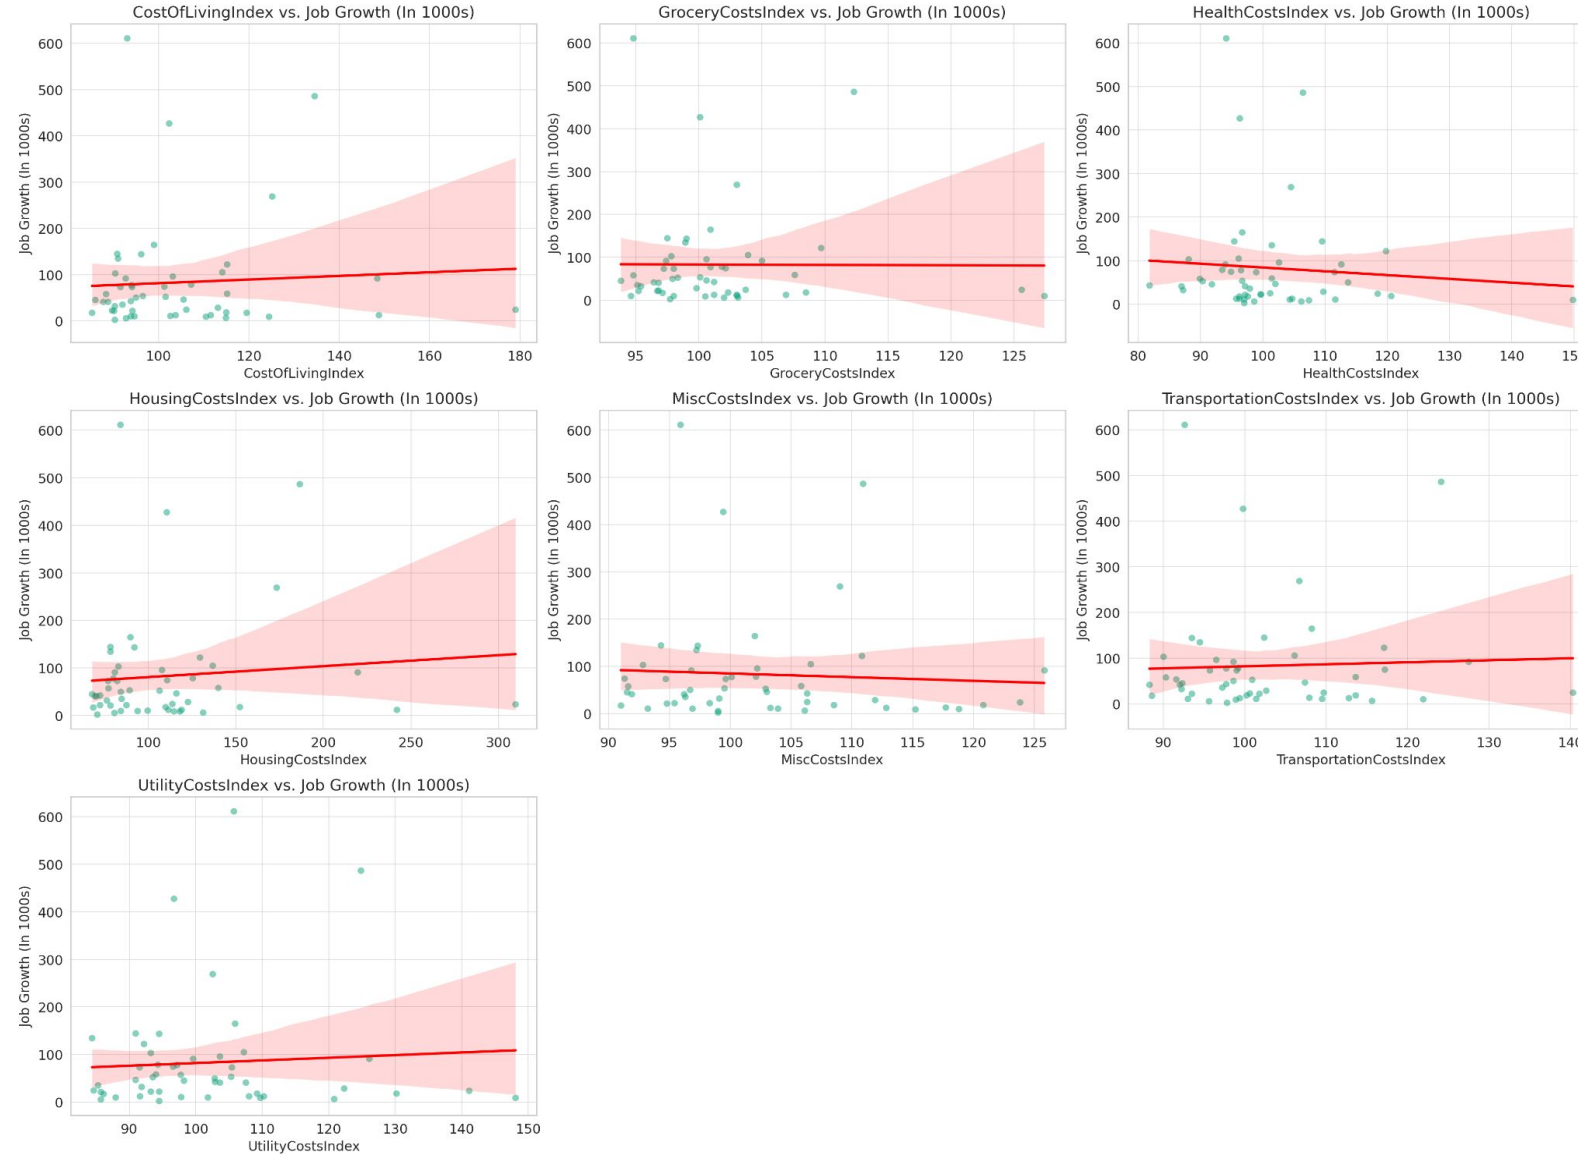 CostOfLivingIndex vs. Job Growth (In 1000s)
600
500
400
300
200
100
0
Job Growth (In 1000s)
100 120 140 160 180
CostOfLivingIndex
GroceryCostsIndex vs. Job Growth (In 1000s)
600
500
400
300
200
100
0
Job Growth (In 1000s)
95 100 105 110 115 120 125
GroceryCostsIndex
HealthCostsIndex vs. Job Growth (In 1000s)
600
500
400
300
200
100
0
Job Growth (In 1000s)
80 90 100 110 120 130 140 15
HealthCostsIndex
HousingCostsIndex vs. Job Growth (In 1000s)
600
500
400
300
200
100
0
Job Growth (In 1000s)
100 150 200 250 300
HousingCostsIndex
MiscCostsIndex vs. Job Growth (In 1000s)
600
500
400
300
200
100
0
Job Growth (In 1000s)
90 95 100 105 110 115 120 125
MiscCostsIndex
TransportationCostsIndex vs. Job Growth (In 1000s)
600
500
400
300
200
100
0
Job Growth (In 1000s)
90 100 110 120 130 140
TransportationCostsIndex
UtilityCostsIndex vs. Job Growth (In 1000s)
600
500
400
300
200
100
0
Job Growth (In 1000s)
90 100 110 120 130 140 150
UtilityCostsIndex